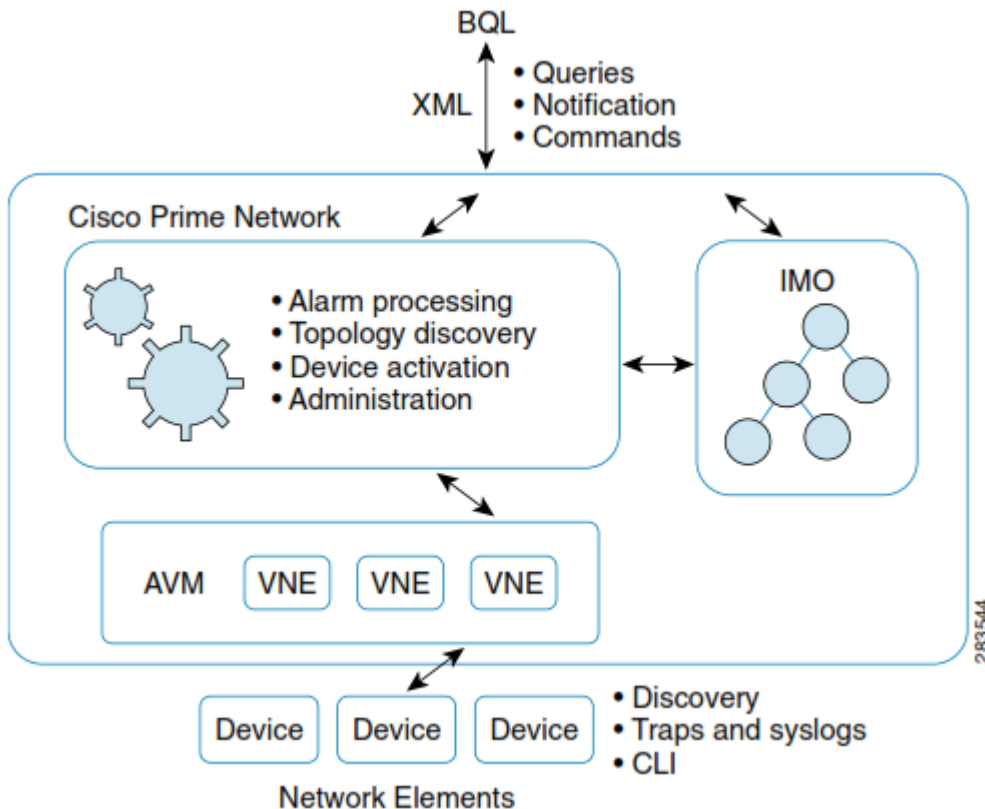 BQL
XML
• Queries
• Notification
• Commands
Cisco Prime Network
• Alarm processing
• Topology discovery
• Device activation
• Administration
IMO
AVM
VNE
VNE
VNE
283544
Device
Device
Device
• Discovery
• Traps and syslogs
• CLI
Network Elements